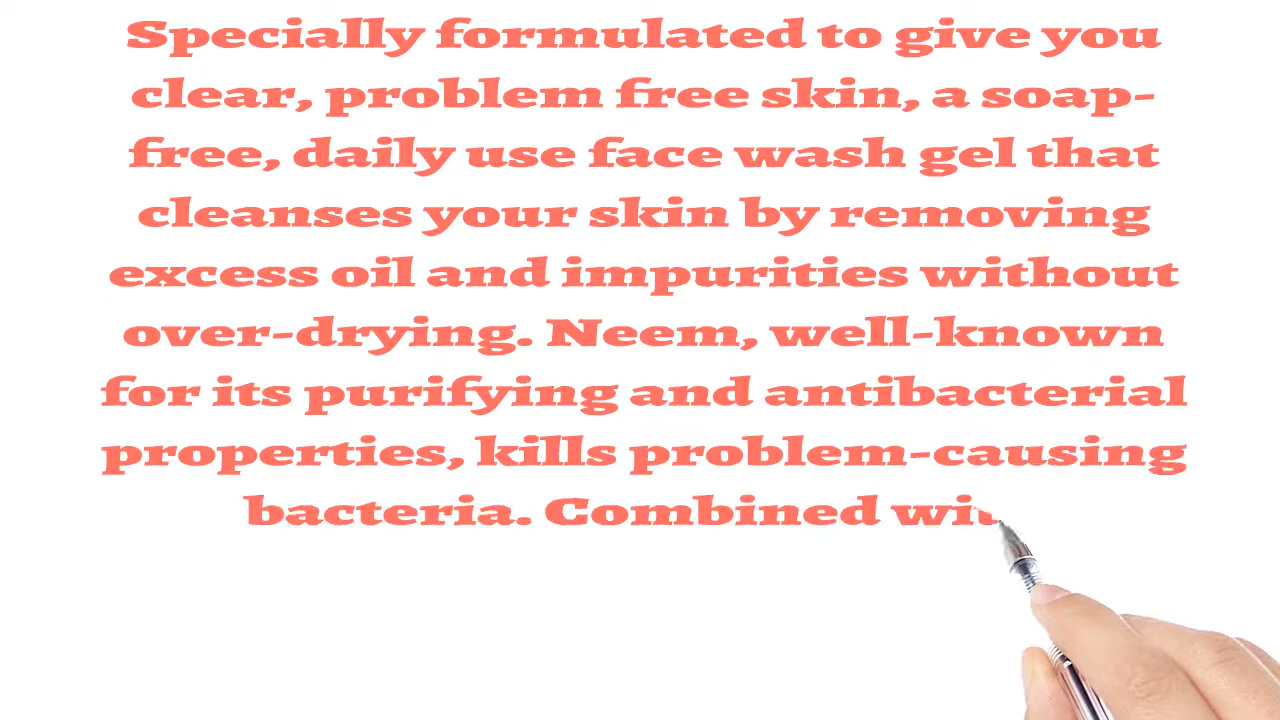 Specially formulated to give you
clear, problem free skin, a soap-
free, daily use face wash gel that
cleanses your skin by removing
excess oil and impurities without
over-drying. Neem, well-known
for its purifying and antibacterial
properties, kills problem-causing
bacteria. Combined wit